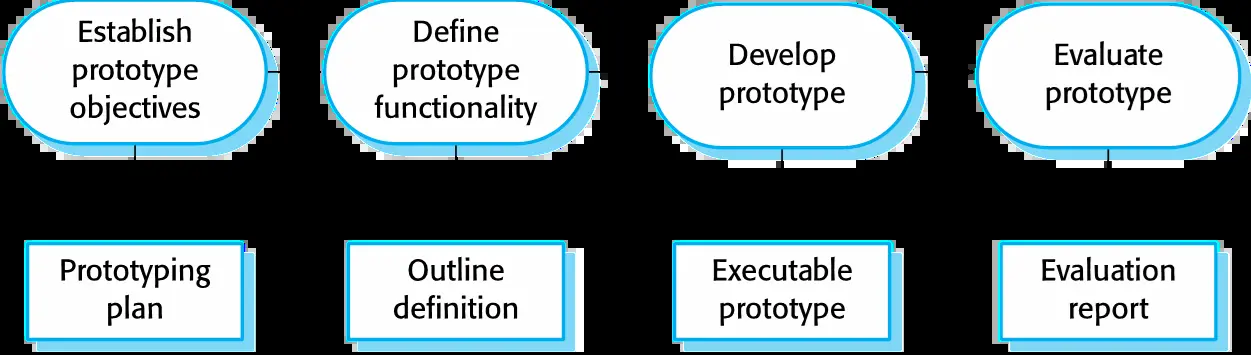 Establish
prototype
objectives
Define
prototype
functionality
Develop
prototype
Evaluate
prototype
Prototyping
plan
Outline
definition
Executable
prototype
Evaluation
report